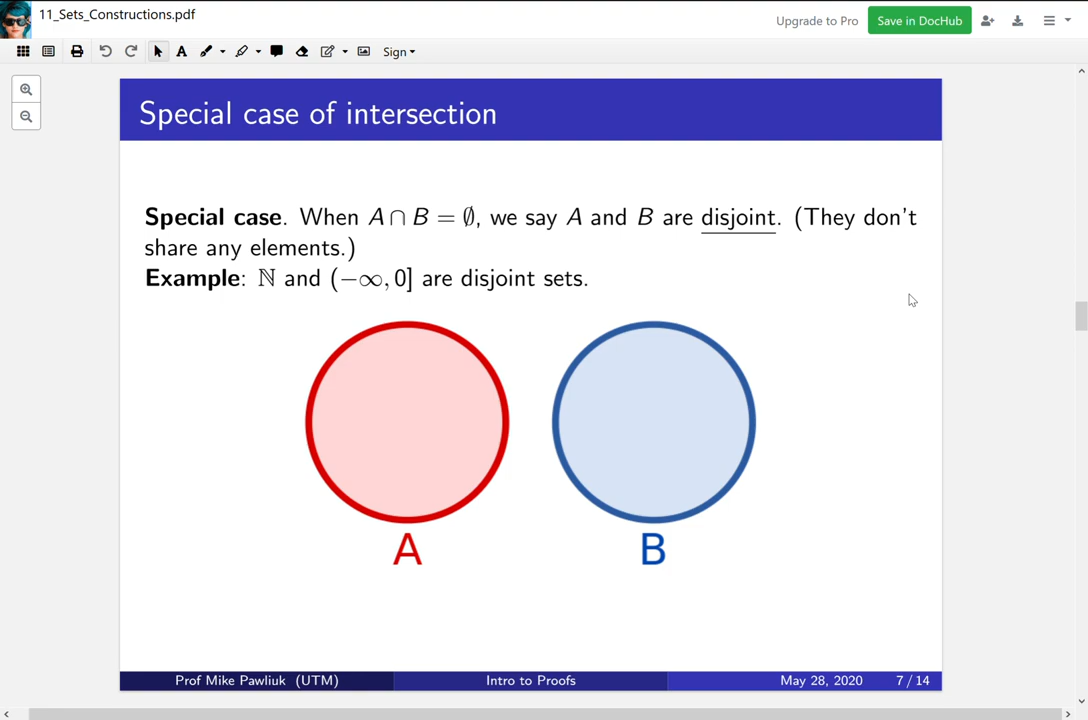 11_Sets_Constructions.pdf
Upgrade to Pro
Save in DocHub
A
Sign
Special case of intersection
Special case. When A ∩ B = ∅, we say A and B are disjoint. (They don't
share any elements.)
Example: ℕ and (−∞, 0] are disjoint sets.
A
B
Prof Mike Pawliuk (UTM)
Intro to Proofs
May 28, 2020
7 / 14